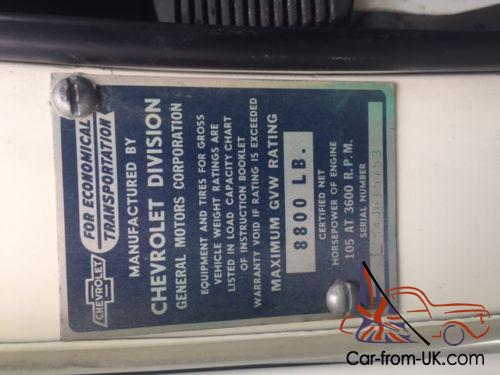 CHEVROLET
FOR ECONOMICAL
TRANSPORTATION
MANUFACTURED BY
CHEVROLET DIVISION
GENERAL MOTORS CORPORATION
EQUIPMENT AND TIRES FOR GROSS
VEHICLE WEIGHT RATINGS ARE
LISTED IN LOAD CAPACITY CHART
OF INSTRUCTION BOOKLET
WARRANTY VOID IF RATING IS EXCEEDED
MAXIMUM GVW RATING
8800 LB.
CERTIFIED NET
HORSEPOWER OF ENGINE
105 AT 3600 R.P.M.
SERIAL NUMBER
Car-from-UK.com